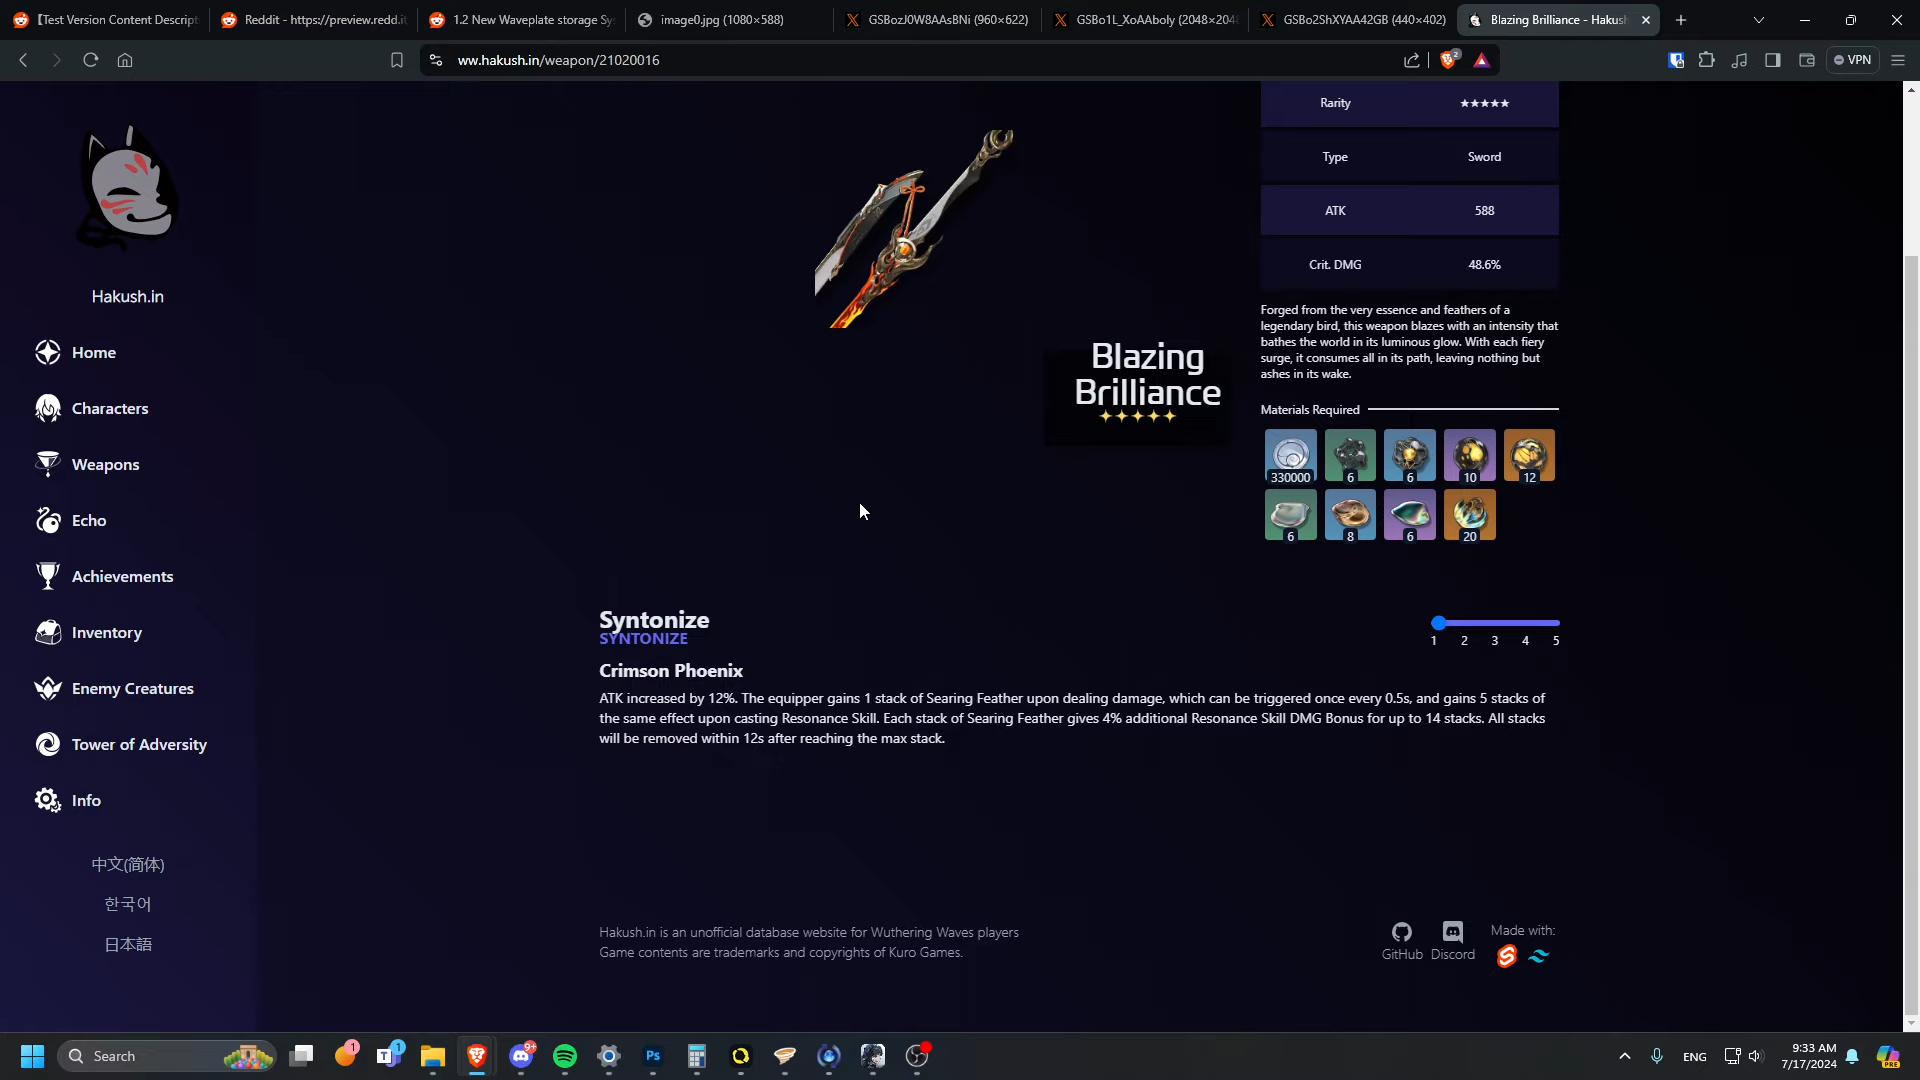 【Test Version Content Descript
Reddit - https://preview.redd.it
1.2 New Waveplate storage Sy
image0.jpg (1080×588)
GSBozJ0W8AAsBNi (960×622)
GSBo1L_XoAAboly (2048×204
GSBo2ShXYAA42GB (440×402)
Blazing Brilliance - Hakush
ww.hakush.in/weapon/21020016
2
VPN
Hakush.in
Home
Characters
Weapons
Echo
Achievements
Inventory
Enemy Creatures
Tower of Adversity
Info
中文(简体)
한국어
日本語
Blazing
Brilliance
Rarity ★★★★★
Type Sword
ATK 588
Crit. DMG 48.6%
Forged from the very essence and feathers of a
legendary bird, this weapon blazes with an intensity that
bathes the world in its luminous glow. With each fiery
surge, it consumes all in its path, leaving nothing but
ashes in its wake.
Materials Required
330000 6 6 10 12
6 8 6 20
Syntonize
SYNTONIZE
1 2 3 4 5
Crimson Phoenix
ATK increased by 12%. The equipper gains 1 stack of Searing Feather upon dealing damage, which can be triggered once every 0.5s, and gains 5 stacks of
the same effect upon casting Resonance Skill. Each stack of Searing Feather gives 4% additional Resonance Skill DMG Bonus for up to 14 stacks. All stacks
will be removed within 12s after reaching the max stack.
Hakush.in is an unofficial database website for Wuthering Waves players
Game contents are trademarks and copyrights of Kuro Games.
GitHub Discord
Made with:
Search
1
1
9+
Ps
ENG
9:33 AM
7/17/2024
PRE